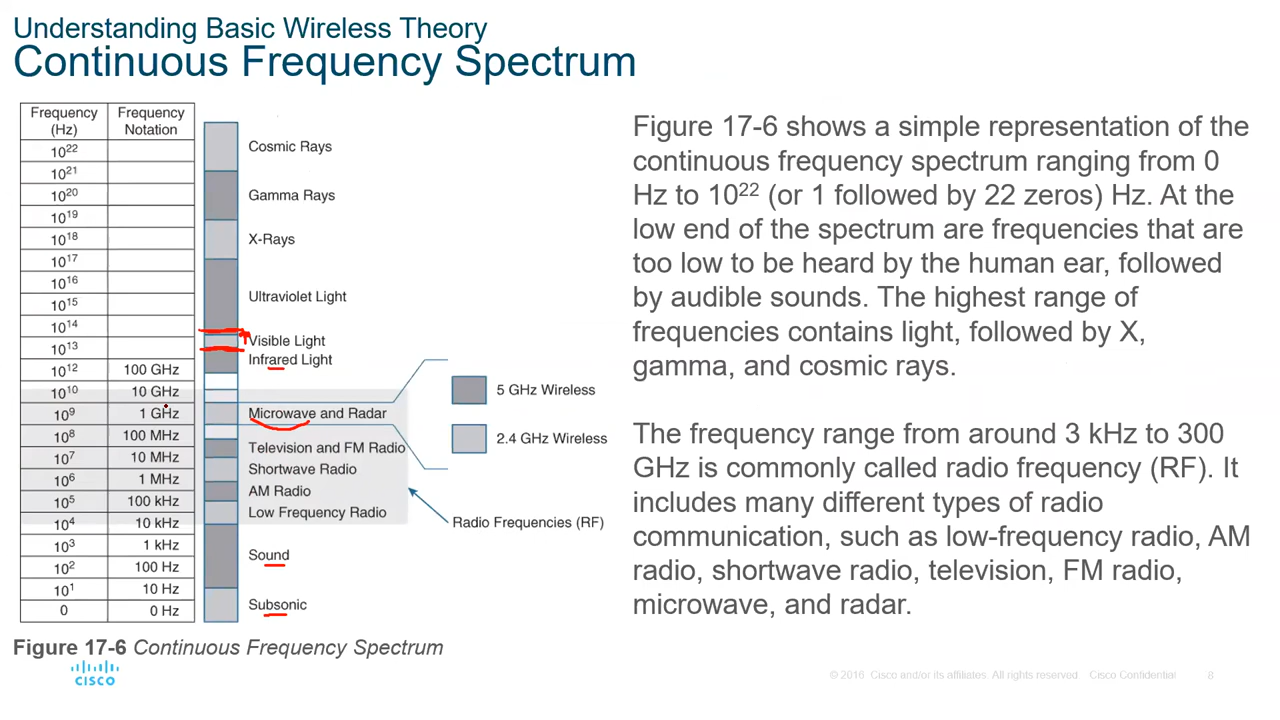 Understanding Basic Wireless Theory
Continuous Frequency Spectrum
Frequency (Hz) Frequency Notation
10²²
10²¹
10²⁰
10¹⁹
10¹⁸
10¹⁷
10¹⁶
10¹⁵
10¹⁴
10¹³
10¹² 100 GHz
10¹⁰ 10 GHz
10⁹ 1 GHz
10⁸ 100 MHz
10⁷ 10 MHz
10⁶ 1 MHz
10⁵ 100 kHz
10⁴ 10 kHz
10³ 1 kHz
10² 100 Hz
10¹ 10 Hz
0 0 Hz
Cosmic Rays
Gamma Rays
X-Rays
Ultraviolet Light
Visible Light
Infrared Light
Microwave and Radar
Television and FM Radio
Shortwave Radio
AM Radio
Low Frequency Radio
Sound
Subsonic
5 GHz Wireless
2.4 GHz Wireless
Radio Frequencies (RF)
Figure 17-6 Continuous Frequency Spectrum
Figure 17-6 shows a simple representation of the
continuous frequency spectrum ranging from 0
Hz to 10²² (or 1 followed by 22 zeros) Hz. At the
low end of the spectrum are frequencies that are
too low to be heard by the human ear, followed
by audible sounds. The highest range of
frequencies contains light, followed by X,
gamma, and cosmic rays.
The frequency range from around 3 kHz to 300
GHz is commonly called radio frequency (RF). It
includes many different types of radio
communication, such as low-frequency radio, AM
radio, shortwave radio, television, FM radio,
microwave, and radar.
CISCO
© 2016 Cisco and/or its affiliates. All rights reserved. Cisco Confidential 8